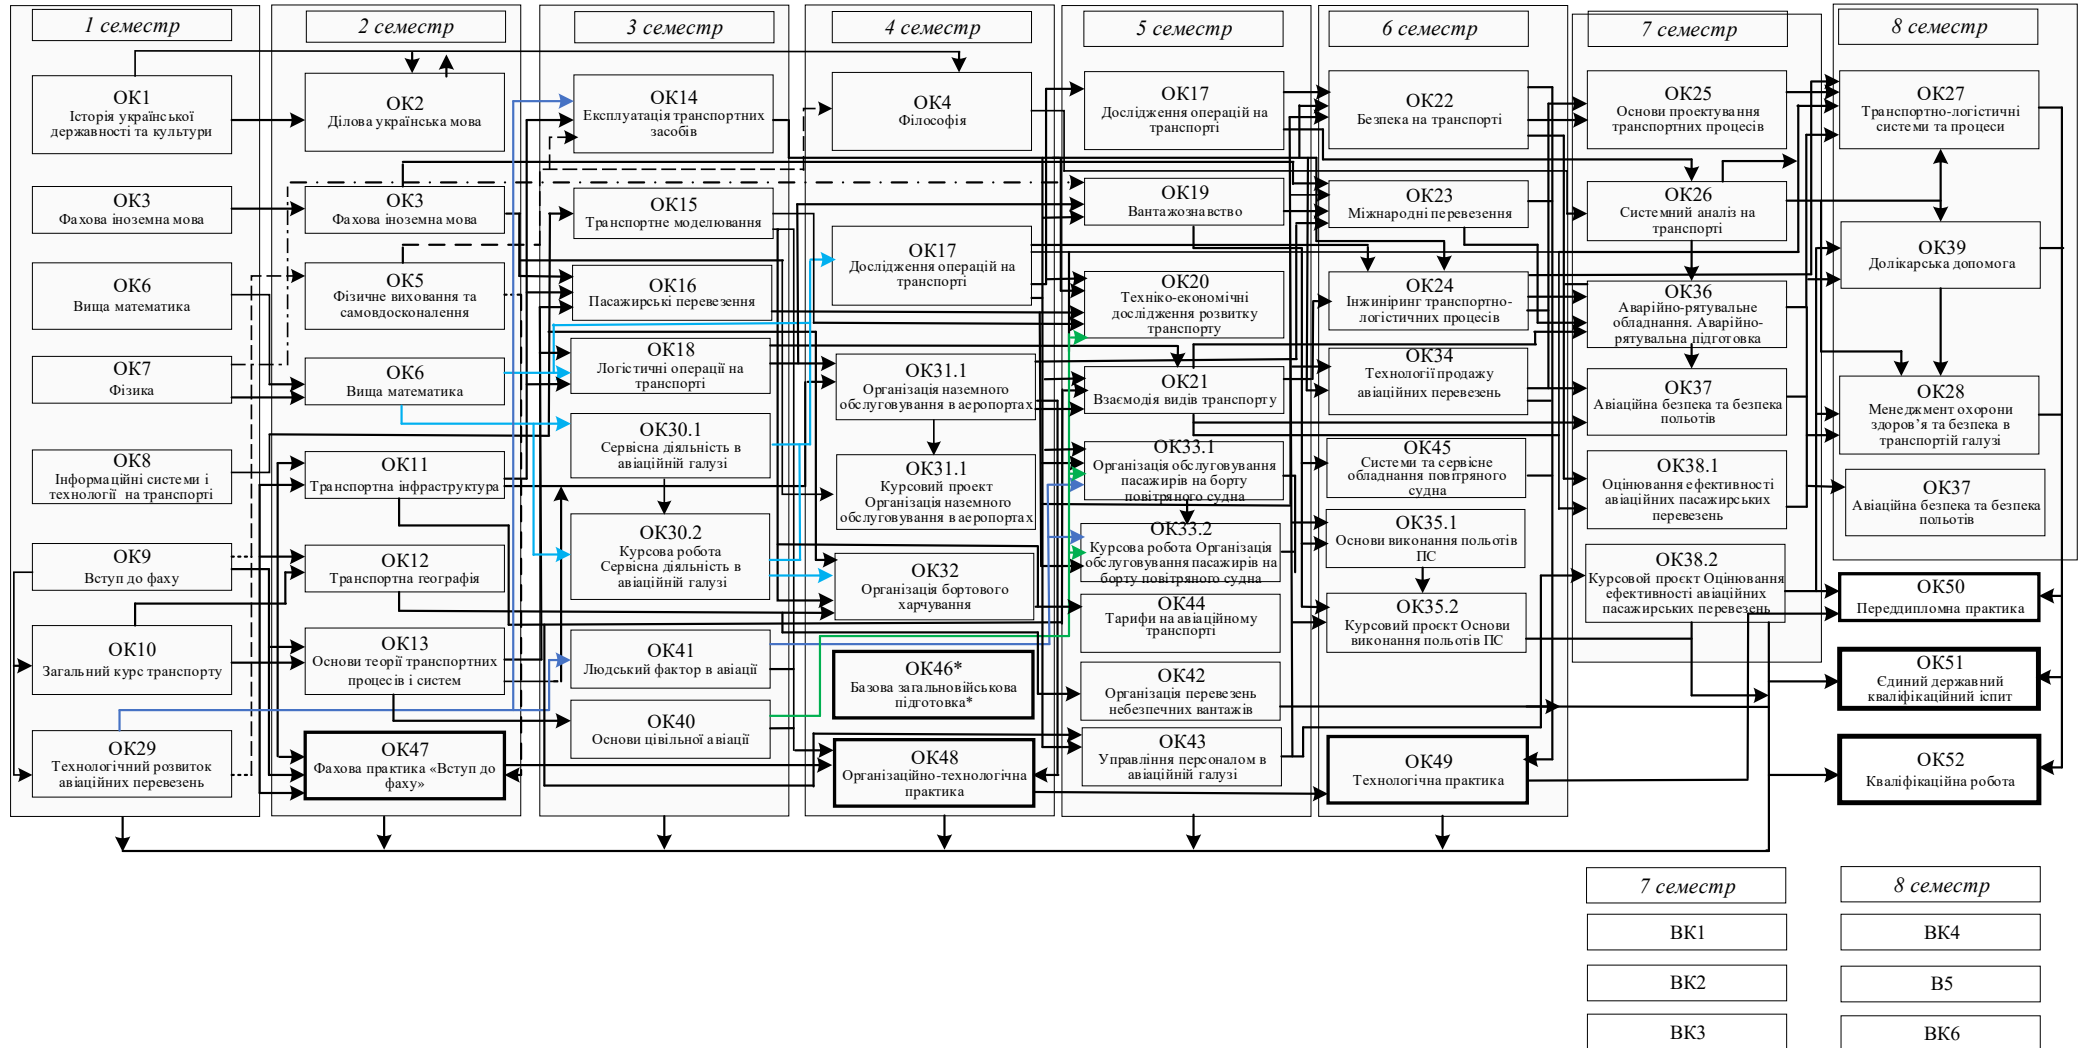 1 семестр
ОК1
Історія української
державності та культури
ОК3
Фахова іноземна мова
ОК6
Вища математика
ОК7
Фізика
ОК8
Інформаційні системи і
технології на транспорті
ОК9
Вступ до фаху
ОК10
Загальний курс транспорту
ОК29
Технологічний розвиток
авіаційних перевезень
2 семестр
ОК2
Ділова українська мова
ОК3
Фахова іноземна мова
ОК5
Фізичне виховання та
самовдосконалення
ОК6
Вища математика
ОК11
Транспортна інфраструктура
ОК12
Транспортна географія
ОК13
Основи теорії транспортних
процесів і систем
ОК47
Фахова практика «Вступ до
фаху»
3 семестр
ОК14
Експлуатація транспортних
засобів
ОК15
Транспортне моделювання
ОК16
Пасажирські перевезення
ОК18
Логістичні операції на
транспорті
ОК30.1
Сервісна діяльність в
авіаційній галузі
ОК30.2
Курсова робота
Сервісна діяльність в
авіаційній галузі
ОК41
Людський фактор в авіації
ОК40
Основи цівільної авіації
4 семестр
ОК4
Філософія
ОК17
Дослідження операцій на
транспорті
ОК31.1
Організація наземного
обслуговування в аеропортах
ОК31.1
Курсовий проект
Організація наземного
обслуговування в аеропортах
ОК32
Організація бортового
харчування
ОК46*
Базова загальновійськова
підготовка*
ОК48
Організаційно-технологічна
практика
5 семестр
ОК17
Дослідження операцій на
транспорті
ОК19
Вантажознавство
ОК20
Техніко-економічні
дослідження розвитку
транспорту
ОК21
Взаємодія видів транспорту
ОК33.1
Організація обслуговування
пасажирів на борту
повітряного судна
ОК33.2
Курсова робота Організація
обслуговування пасажирів на
борту повітряного судна
ОК44
Тарифи на авіаційному
транспорті
ОК42
Організація перевезень
небезпечних вантажів
ОК43
Управління персоналом в
авіаційній галузі
6 семестр
ОК22
Безпека на транспорті
ОК23
Міжнародні перевезення
ОК24
Інжиніринг транспортно-
логістичних процесів
ОК34
Технології продажу
авіаційних перевезень
ОК45
Системи та сервісне
обладнання повітряного
судна
ОК35.1
Основи виконання польотів
ПС
ОК35.2
Курсовий проєкт Основи
виконання польотів ПС
ОК49
Технологічна практика
7 семестр
ОК25
Основи проектування
транспортних процесів
ОК26
Системний аналіз на
транспорті
ОК36
Аварійно-рятувальне
обладнання. Аварійно-
рятувальна підготовка
ОК37
Авіаційна безпека та безпека
польотів
ОК38.1
Оцінювання ефективності
авіаційних пасажирських
перевезень
ОК38.2
Курсовой проєкт Оцінювання
ефективності авіаційних
пасажирських перевезень
8 семестр
ОК27
Транспортно-логістичні
системи та процеси
ОК39
Долікарська допомога
ОК28
Менеджмент охорони
здоров’я та безпека в
транспортій галузі
ОК37
Авіаційна безпека та безпека
польотів
ОК50
Переддипломна практика
ОК51
Єдиний державний
кваліфікаційний іспит
ОК52
Кваліфікаційна робота
7 семестр
ВК1
ВК2
ВК3
8 семестр
ВК4
В5
ВК6